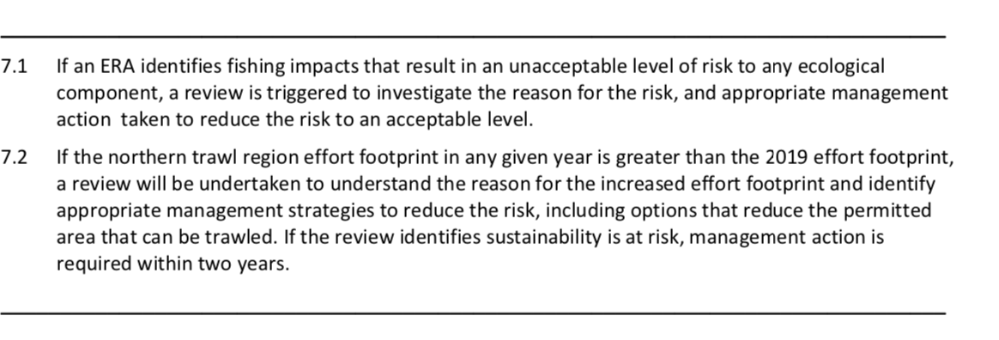 7.1 If an ERA identifies fishing impacts that result in an unacceptable level of risk to any ecological
component, a review is triggered to investigate the reason for the risk, and appropriate management
action taken to reduce the risk to an acceptable level.
7.2 If the northern trawl region effort footprint in any given year is greater than the 2019 effort footprint,
a review will be undertaken to understand the reason for the increased effort footprint and identify
appropriate management strategies to reduce the risk, including options that reduce the permitted
area that can be trawled. If the review identifies sustainability is at risk, management action is
required within two years.